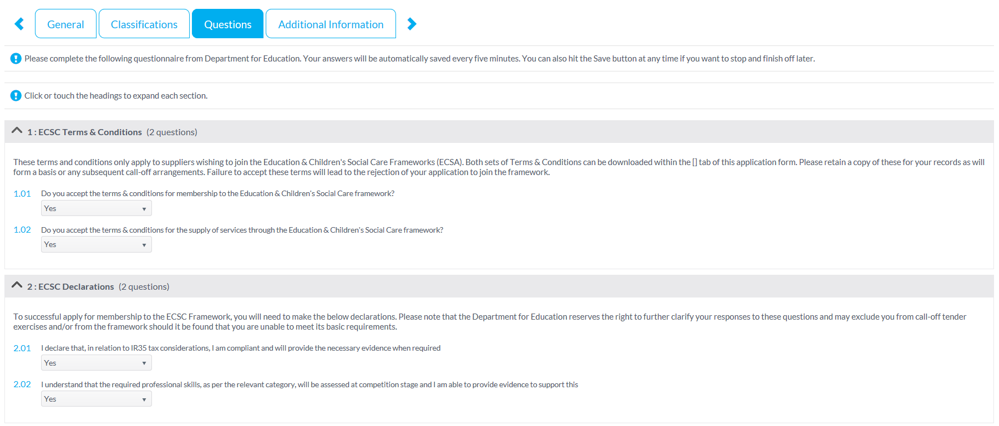 General
Classifications
Questions
Additional Information
Please complete the following questionnaire from Department for Education. Your answers will be automatically saved every five minutes. You can also hit the Save button at any time if you want to stop and finish off later.
Click or touch the headings to expand each section.
1 : ECSC Terms & Conditions (2 questions)
These terms and conditions only apply to suppliers wishing to join the Education & Children's Social Care Frameworks (ECSA). Both sets of Terms & Conditions can be downloaded within the [] tab of this application form. Please retain a copy of these for your records as will
form a basis or any subsequent call-off arrangements. Failure to accept these terms will lead to the rejection of your application to join the framework.
1.01 Do you accept the terms & conditions for membership to the Education & Children's Social Care framework?
Yes
1.02 Do you accept the terms & conditions for the supply of services through the Education & Children's Social Care framework?
Yes
2 : ECSC Declarations (2 questions)
To successful apply for membership to the ECSC Framework, you will need to make the below declarations. Please note that the Department for Education reserves the right to further clarify your responses to these questions and may exclude you from call-off tender
exercises and/or from the framework should it be found that you are unable to meet its basic requirements.
2.01 I declare that, in relation to IR35 tax considerations, I am compliant and will provide the necessary evidence when required
Yes
2.02 I understand that the required professional skills, as per the relevant category, will be assessed at competition stage and I am able to provide evidence to support this
Yes